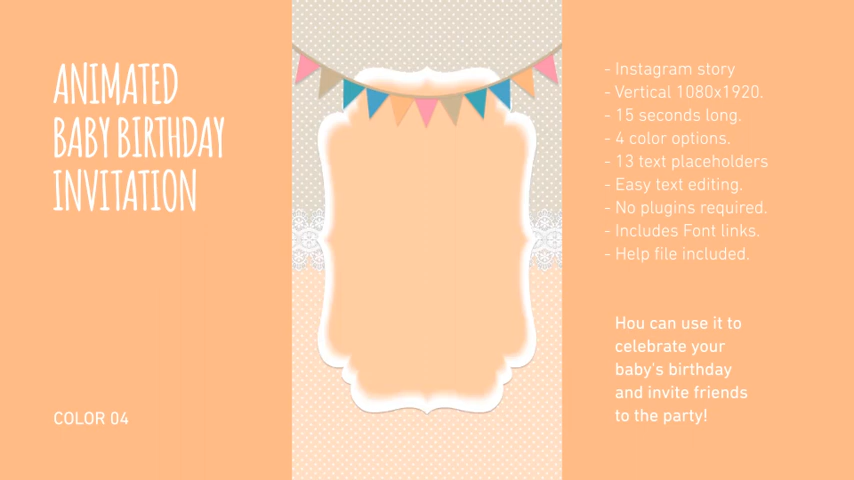 ANIMATED
BABY BIRTHDAY
INVITATION
COLOR 04
- Instagram story
- Vertical 1080x1920.
- 15 seconds long.
- 4 color options.
- 13 text placeholders
- Easy text editing.
- No plugins required.
- Includes Font links.
- Help file included.
Hou can use it to
celebrate your
baby's birthday
and invite friends
to the party!